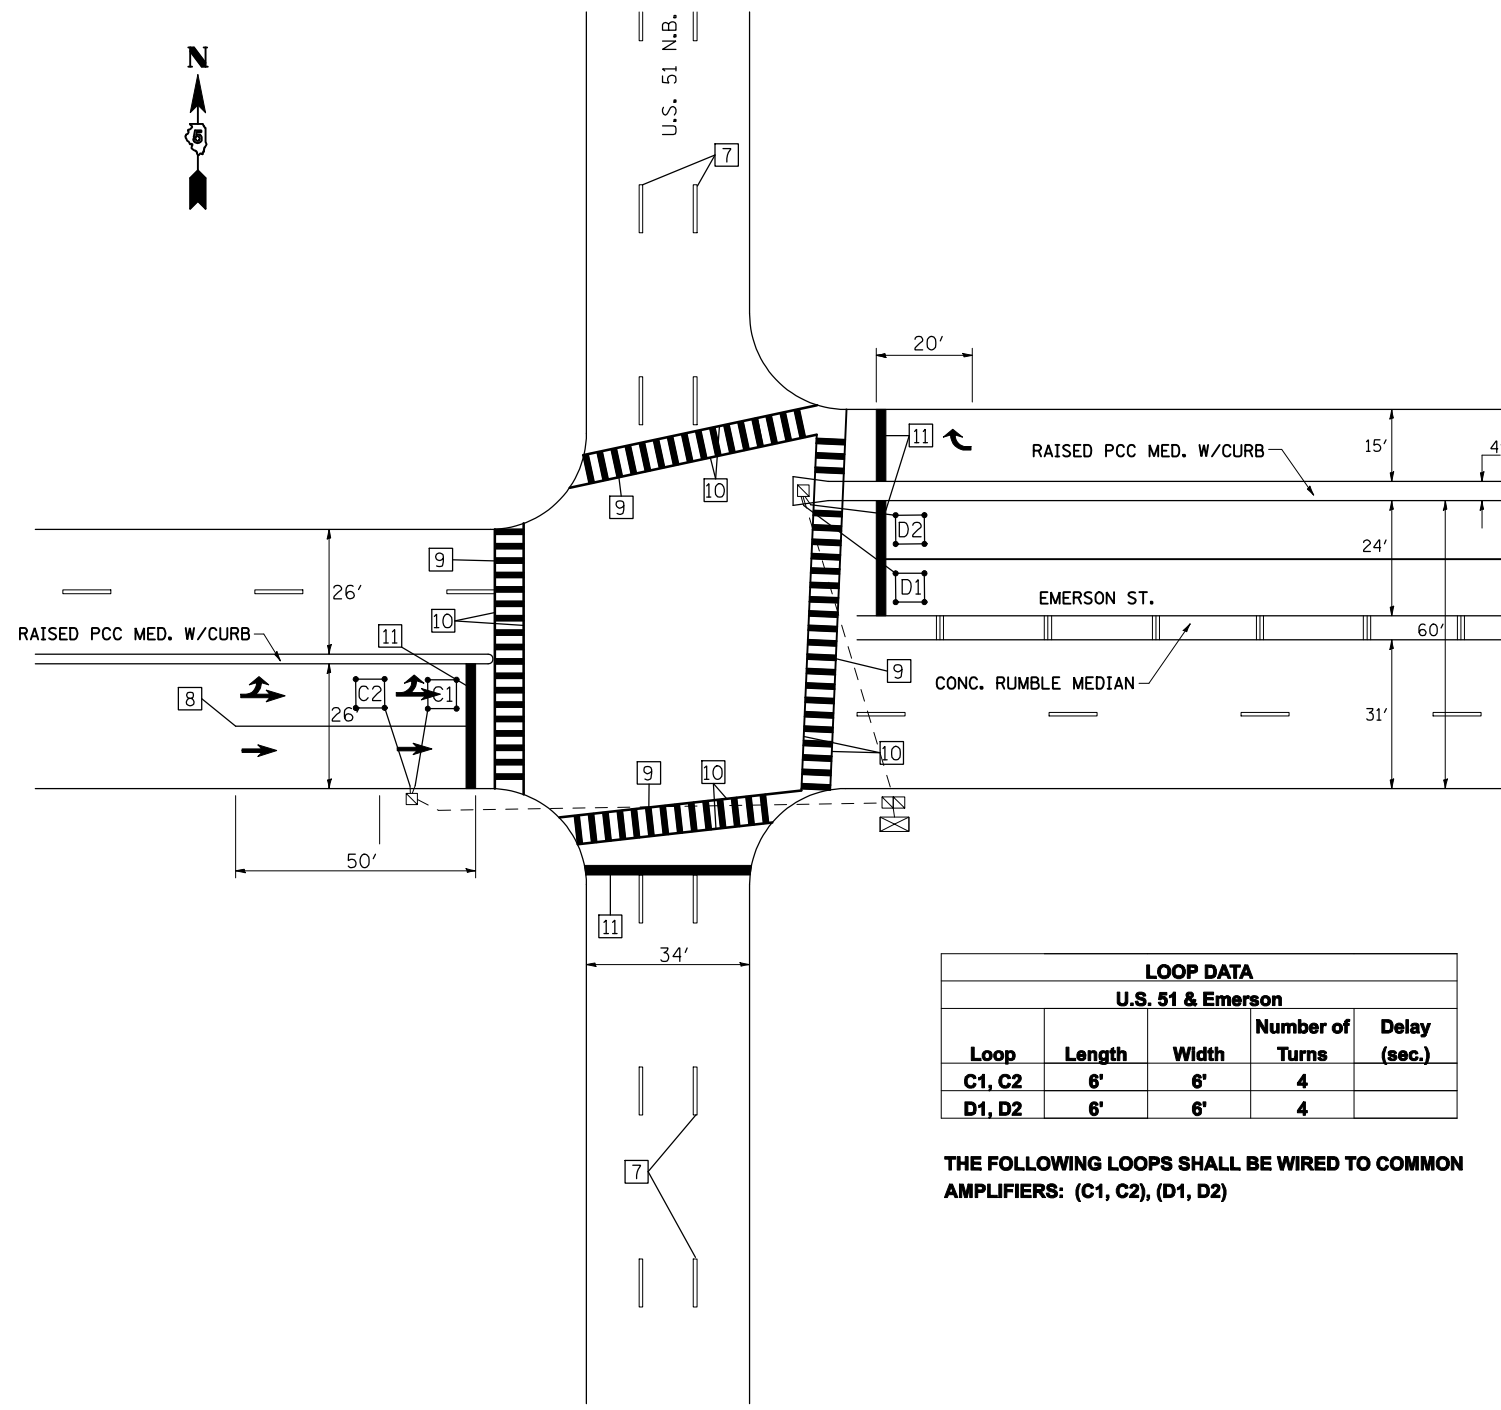 U.S. 51 N.B.
N
5
7
20'
11
RAISED PCC MED. W/CURB
15'
4'
10
9
D2
24'
9
26'
D1
EMERSON ST.
10
11
RAISED PCC MED. W/CURB
60'
9
CONC. RUMBLE MEDIAN
8
C2
C1
26'
31'
10
9
10
50'
11
34'
LOOP DATA
U.S. 51 & Emerson
Loop Length Width Number of Turns Delay (sec.)
C1, C2 6' 6' 4
D1, D2 6' 6' 4
7
THE FOLLOWING LOOPS SHALL BE WIRED TO COMMON
AMPLIFIERS: (C1, C2), (D1, D2)